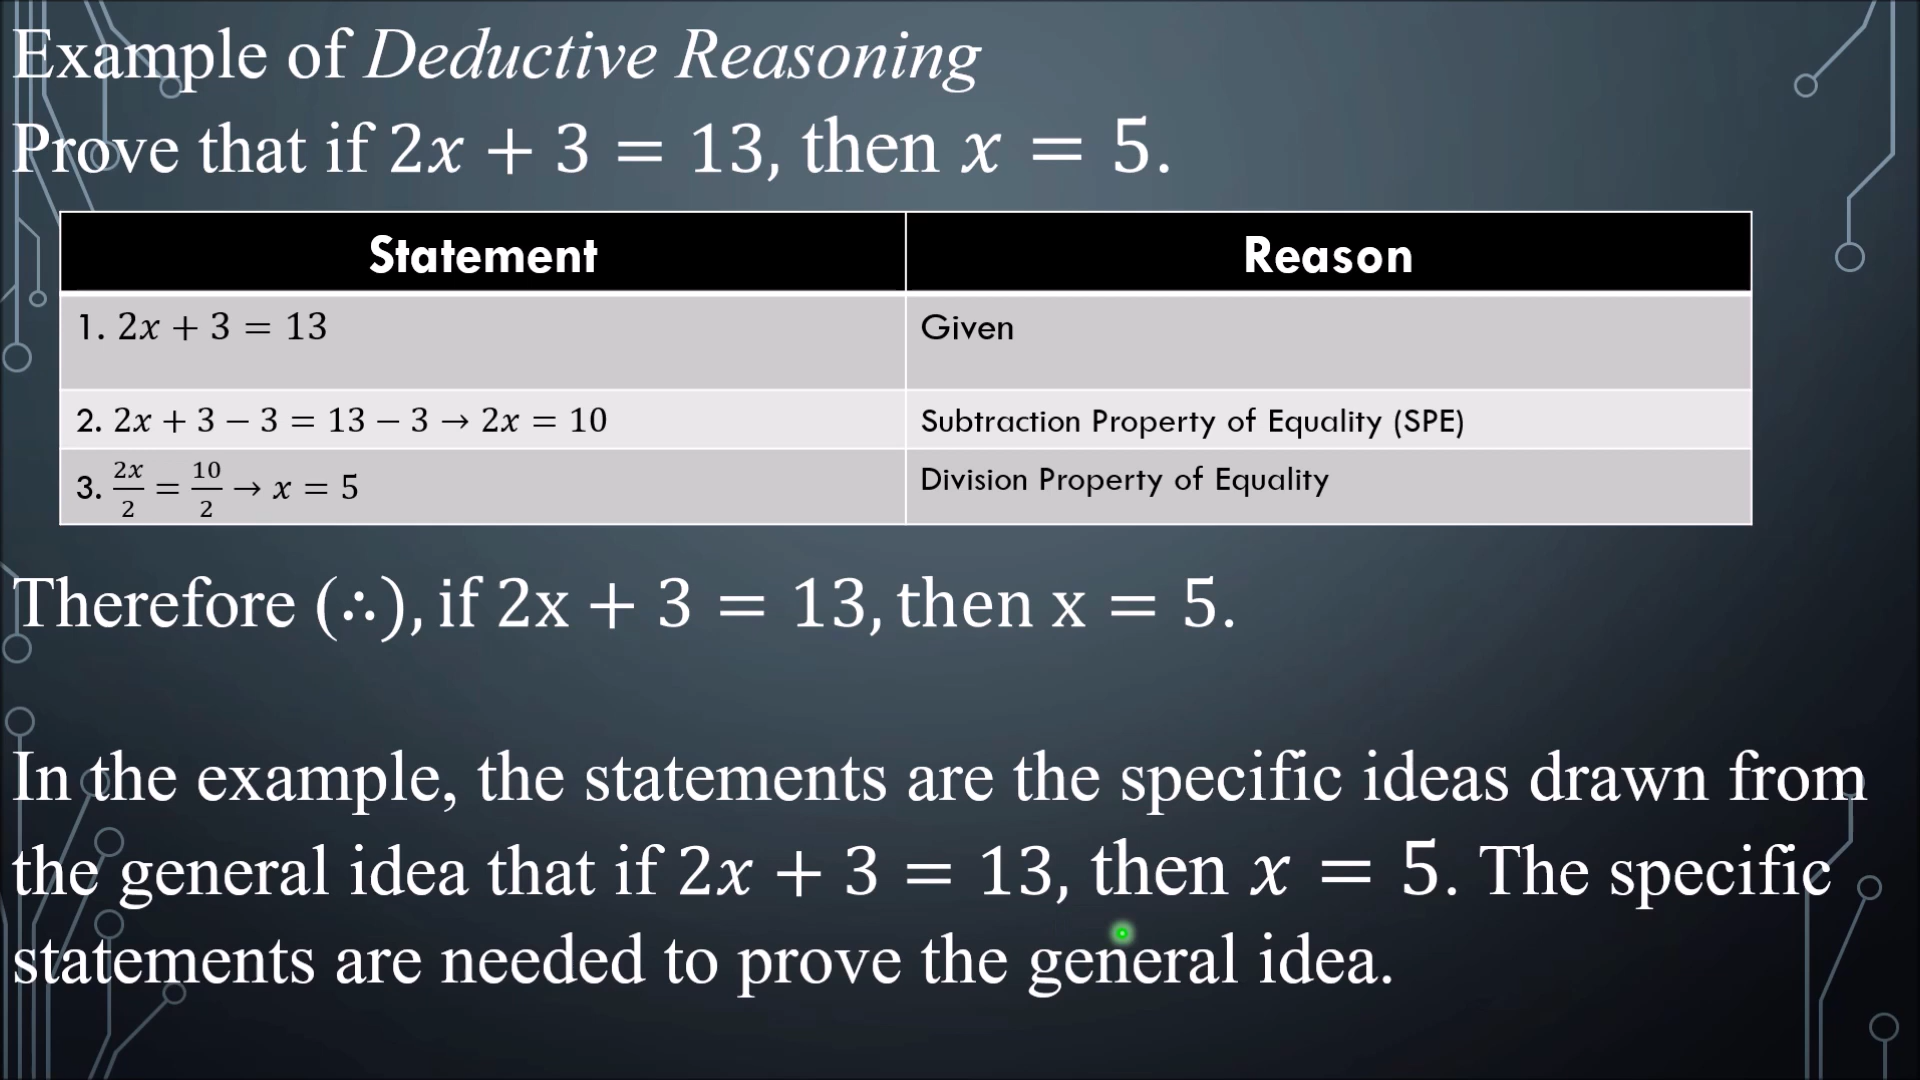 Example of Deductive Reasoning
Prove that if 2x + 3 = 13, then x = 5.
Statement Reason
1. 2x + 3 = 13 Given
2. 2x + 3 − 3 = 13 − 3 → 2x = 10 Subtraction Property of Equality (SPE)
3. 2x/2 = 10/2 → x = 5 Division Property of Equality
Therefore (∴), if 2x + 3 = 13, then x = 5.
In the example, the statements are the specific ideas drawn from
the general idea that if 2x + 3 = 13, then x = 5. The specific
statements are needed to prove the general idea.